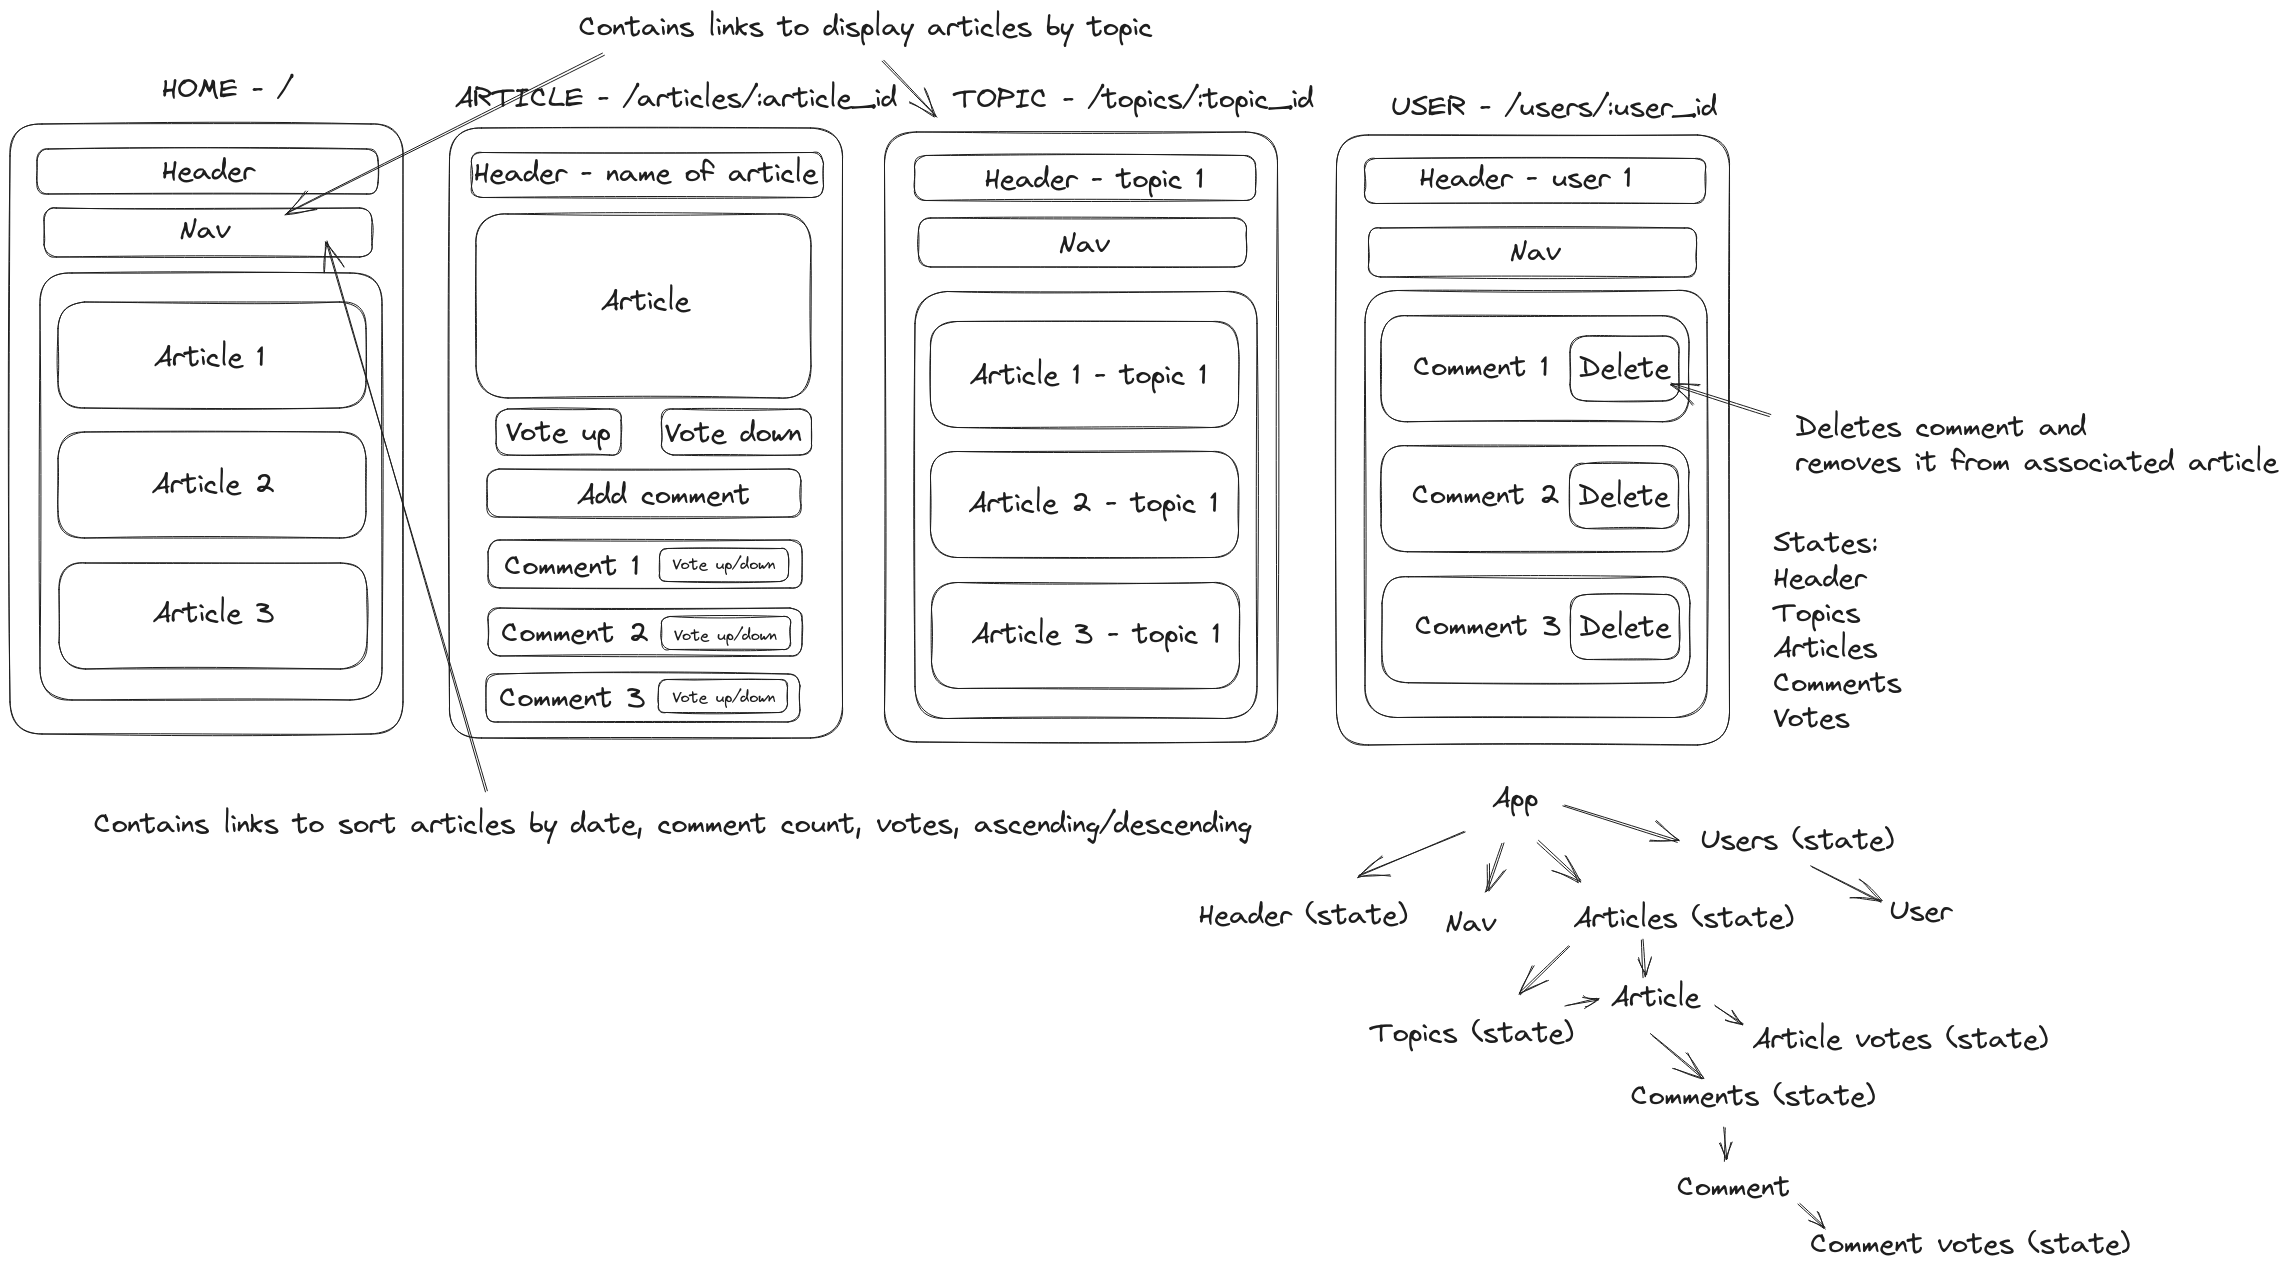 Contains links to display articles by topic
HOME - /
ARTICLE - /articles/:article_id
TOPIC - /topics/:topic_id
USER - /users/:user_id
Header
Nav
Article 1
Article 2
Article 3
Header - name of article
Article
Vote up
Vote down
Add comment
Comment 1
Vote up/down
Comment 2
Vote up/down
Comment 3
Vote up/down
Header - topic 1
Nav
Article 1 - topic 1
Article 2 - topic 1
Article 3 - topic 1
Header - user 1
Nav
Comment 1
Delete
Comment 2
Delete
Comment 3
Delete
Deletes comment and
removes it from associated article
States:
Header
Topics
Articles
Comments
Votes
Contains links to sort articles by date, comment count, votes, ascending/descending
App
Users (state)
Header (state)
Nav
Articles (state)
User
Article
Topics (state)
Article votes (state)
Comments (state)
Comment
Comment votes (state)